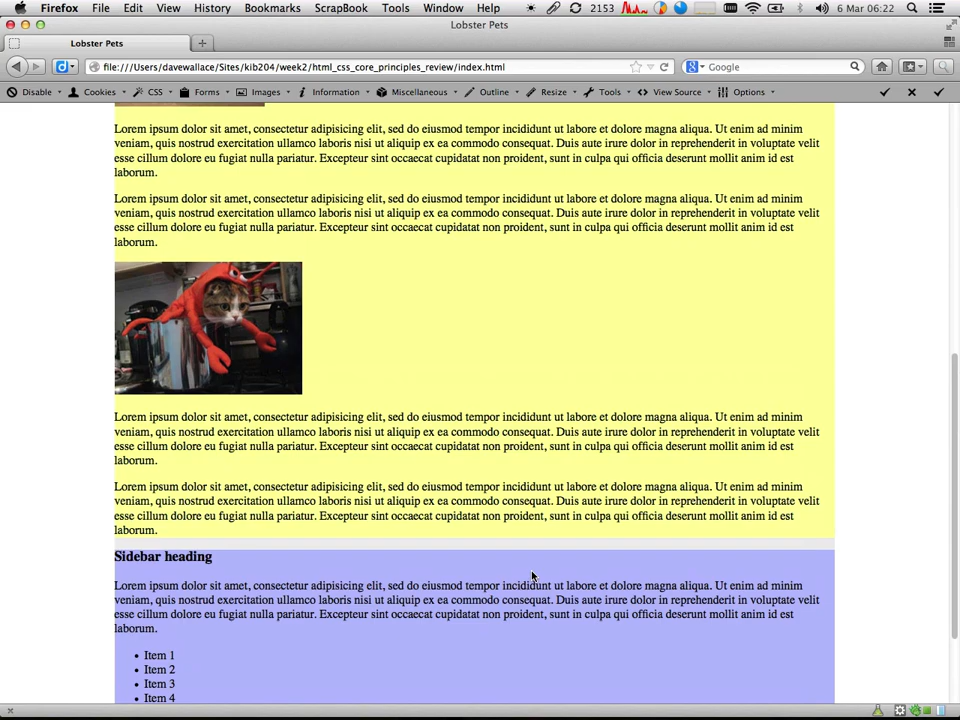 Firefox File Edit View History Bookmarks ScrapBook Tools Window Help 2153 6 Mar 06:22
Lobster Pets
Lobster Pets
file:///Users/davewallace/Sites/kib204/week2/html_css_core_principles_review/index.html Google
Disable Cookies CSS Forms Images Information Miscellaneous Outline Resize Tools View Source Options
Lorem ipsum dolor sit amet, consectetur adipisicing elit, sed do eiusmod tempor incididunt ut labore et dolore magna aliqua. Ut enim ad minim
veniam, quis nostrud exercitation ullamco laboris nisi ut aliquip ex ea commodo consequat. Duis aute irure dolor in reprehenderit in voluptate velit
esse cillum dolore eu fugiat nulla pariatur. Excepteur sint occaecat cupidatat non proident, sunt in culpa qui officia deserunt mollit anim id est
laborum.
Lorem ipsum dolor sit amet, consectetur adipisicing elit, sed do eiusmod tempor incididunt ut labore et dolore magna aliqua. Ut enim ad minim
veniam, quis nostrud exercitation ullamco laboris nisi ut aliquip ex ea commodo consequat. Duis aute irure dolor in reprehenderit in voluptate velit
esse cillum dolore eu fugiat nulla pariatur. Excepteur sint occaecat cupidatat non proident, sunt in culpa qui officia deserunt mollit anim id est
laborum.
Lorem ipsum dolor sit amet, consectetur adipisicing elit, sed do eiusmod tempor incididunt ut labore et dolore magna aliqua. Ut enim ad minim
veniam, quis nostrud exercitation ullamco laboris nisi ut aliquip ex ea commodo consequat. Duis aute irure dolor in reprehenderit in voluptate velit
esse cillum dolore eu fugiat nulla pariatur. Excepteur sint occaecat cupidatat non proident, sunt in culpa qui officia deserunt mollit anim id est
laborum.
Lorem ipsum dolor sit amet, consectetur adipisicing elit, sed do eiusmod tempor incididunt ut labore et dolore magna aliqua. Ut enim ad minim
veniam, quis nostrud exercitation ullamco laboris nisi ut aliquip ex ea commodo consequat. Duis aute irure dolor in reprehenderit in voluptate velit
esse cillum dolore eu fugiat nulla pariatur. Excepteur sint occaecat cupidatat non proident, sunt in culpa qui officia deserunt mollit anim id est
laborum.
Sidebar heading
Lorem ipsum dolor sit amet, consectetur adipisicing elit, sed do eiusmod tempor incididunt ut labore et dolore magna aliqua. Ut enim ad minim
veniam, quis nostrud exercitation ullamco laboris nisi ut aliquip ex ea commodo consequat. Duis aute irure dolor in reprehenderit in voluptate velit
esse cillum dolore eu fugiat nulla pariatur. Excepteur sint occaecat cupidatat non proident, sunt in culpa qui officia deserunt mollit anim id est
laborum.
• Item 1
• Item 2
• Item 3
• Item 4